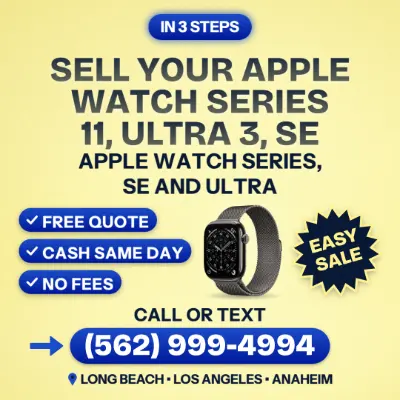 IN 3 STEPS
SELL YOUR APPLE
WATCH SERIES
11, ULTRA 3, SE
APPLE WATCH SERIES,
SE AND ULTRA
FREE QUOTE
CASH SAME DAY
NO FEES
EASY
SALE
CALL OR TEXT
(562) 999-4994
LONG BEACH • LOS ANGELES • ANAHEIM